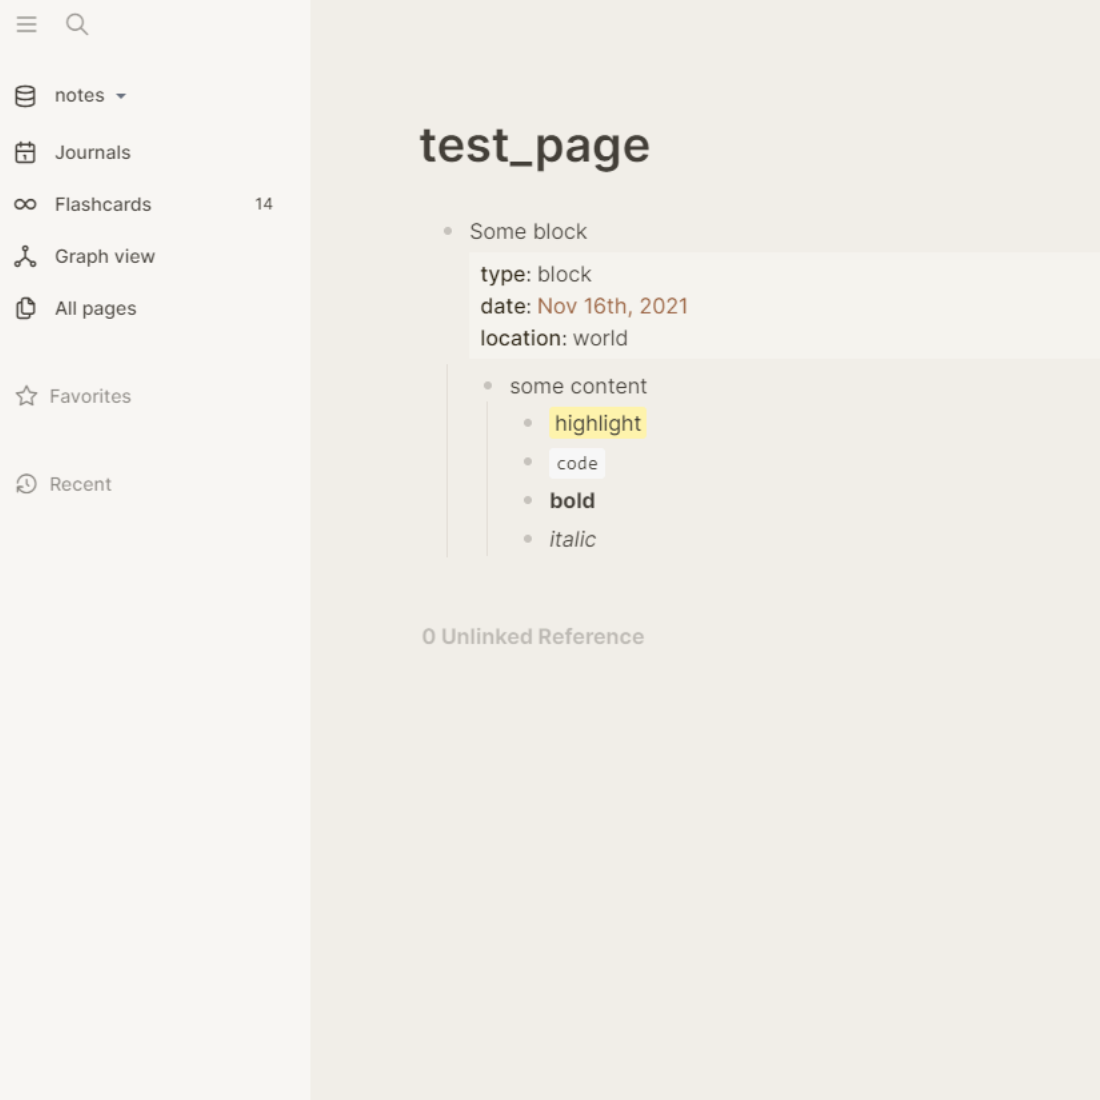 notes
Journals
Flashcards 14
Graph view
All pages
Favorites
Recent
test_page
Some block
type: block
date: Nov 16th, 2021
location: world
some content
highlight
code
bold
italic
0 Unlinked Reference